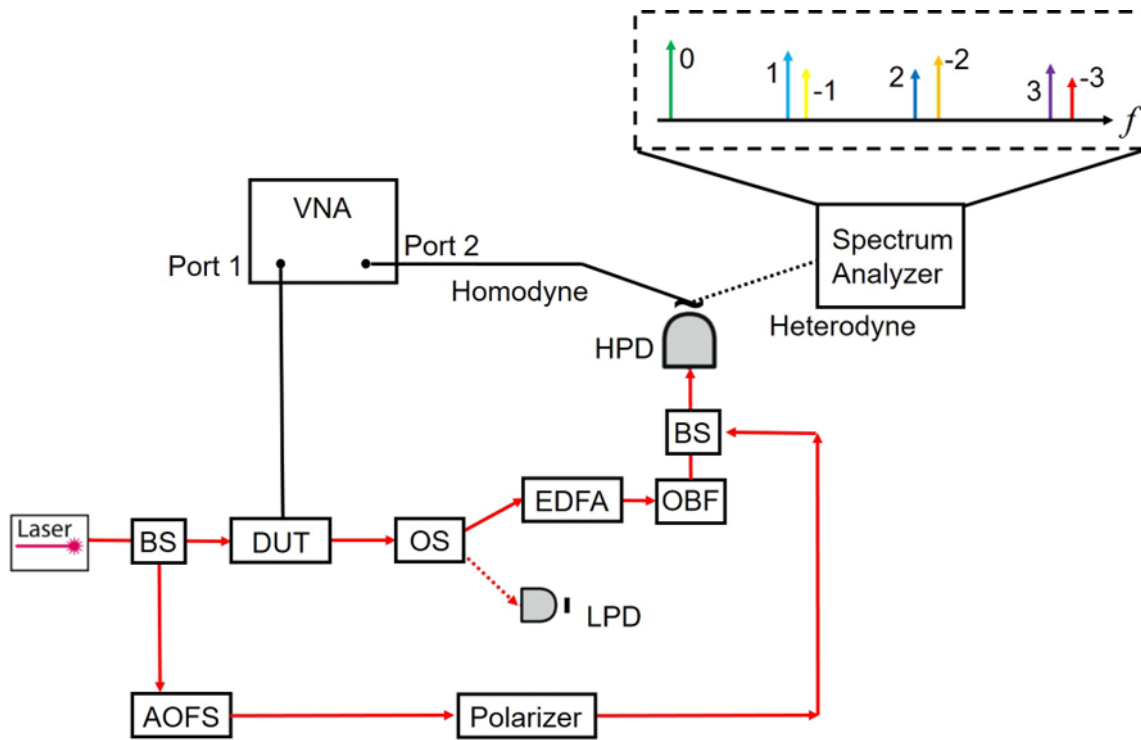 0
1
-1
2
-2
3
-3
f
VNA
Port 1
Port 2
Homodyne
Spectrum
Analyzer
Heterodyne
HPD
BS
EDFA
OBF
Laser
BS
DUT
OS
LPD
AOFS
Polarizer